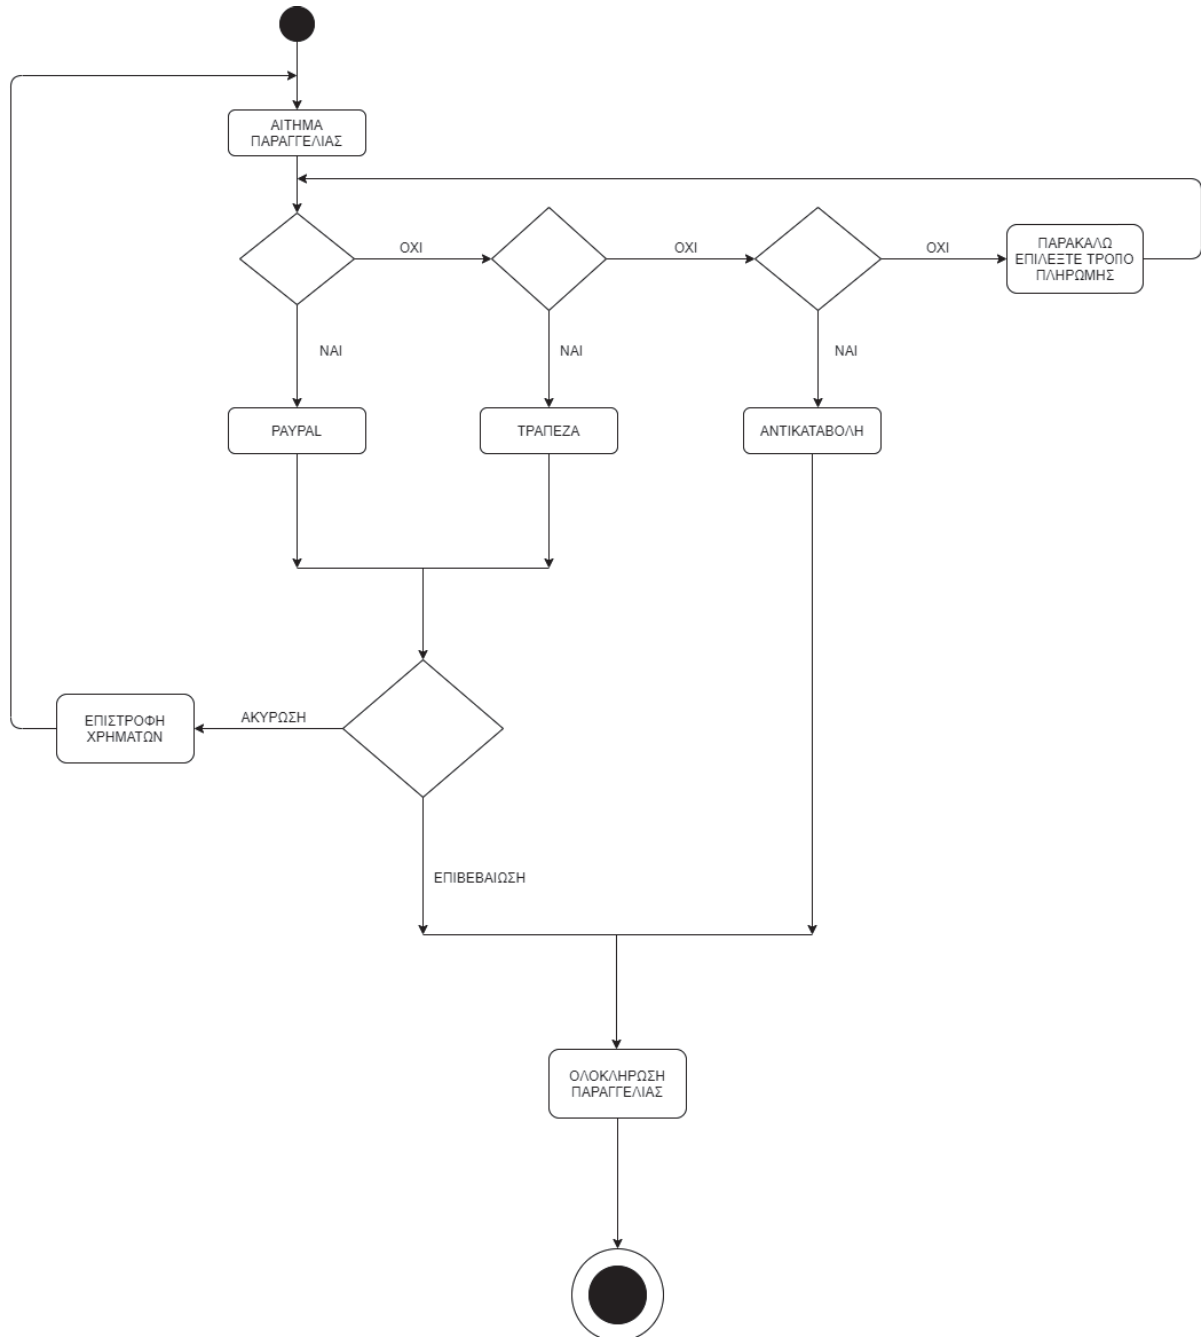 ΑΙΤΗΜΑ
ΠΑΡΑΓΓΕΛΙΑΣ
ΟΧΙ
ΟΧΙ
ΟΧΙ
ΠΑΡΑΚΑΛΩ
ΕΠΙΛΕΞΤΕ ΤΡΟΠΟ
ΠΛΗΡΩΜΗΣ
ΝΑΙ
ΝΑΙ
ΝΑΙ
PAYPAL
ΤΡΑΠΕΖΑ
ΑΝΤΙΚΑΤΑΒΟΛΗ
ΕΠΙΣΤΡΟΦΗ
ΧΡΗΜΑΤΩΝ
ΑΚΥΡΩΣΗ
ΕΠΙΒΕΒΑΙΩΣΗ
ΟΛΟΚΛΗΡΩΣΗ
ΠΑΡΑΓΓΕΛΙΑΣ